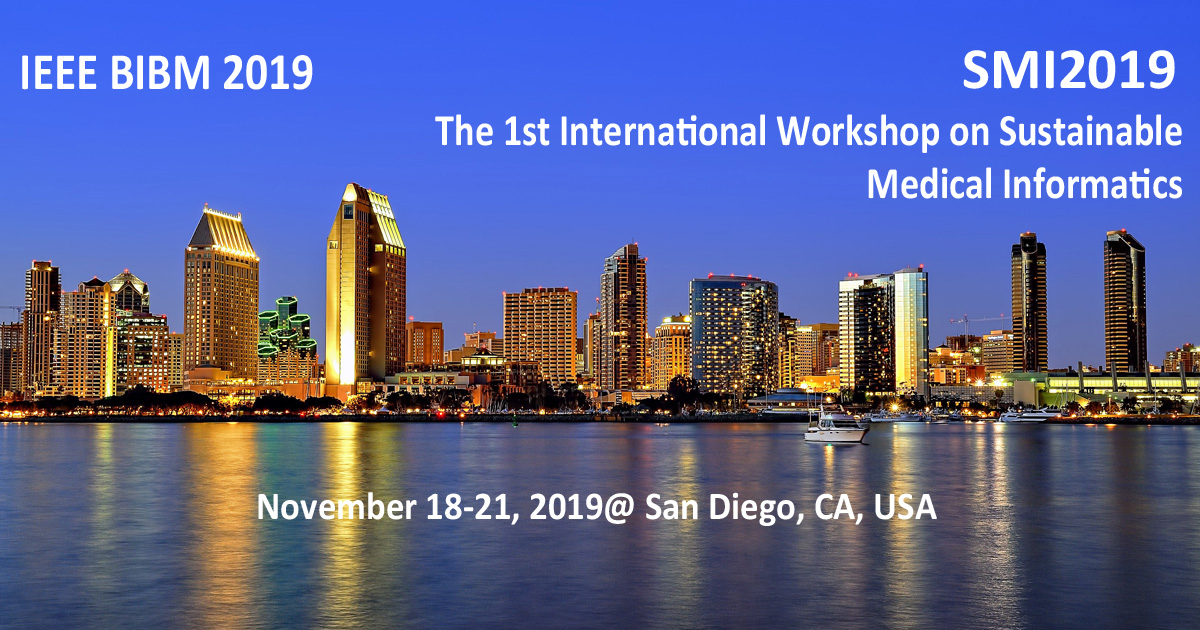 IEEE BIBM 2019
SMI2019
The 1st International Workshop on Sustainable
Medical Informatics
November 18-21, 2019@ San Diego, CA, USA